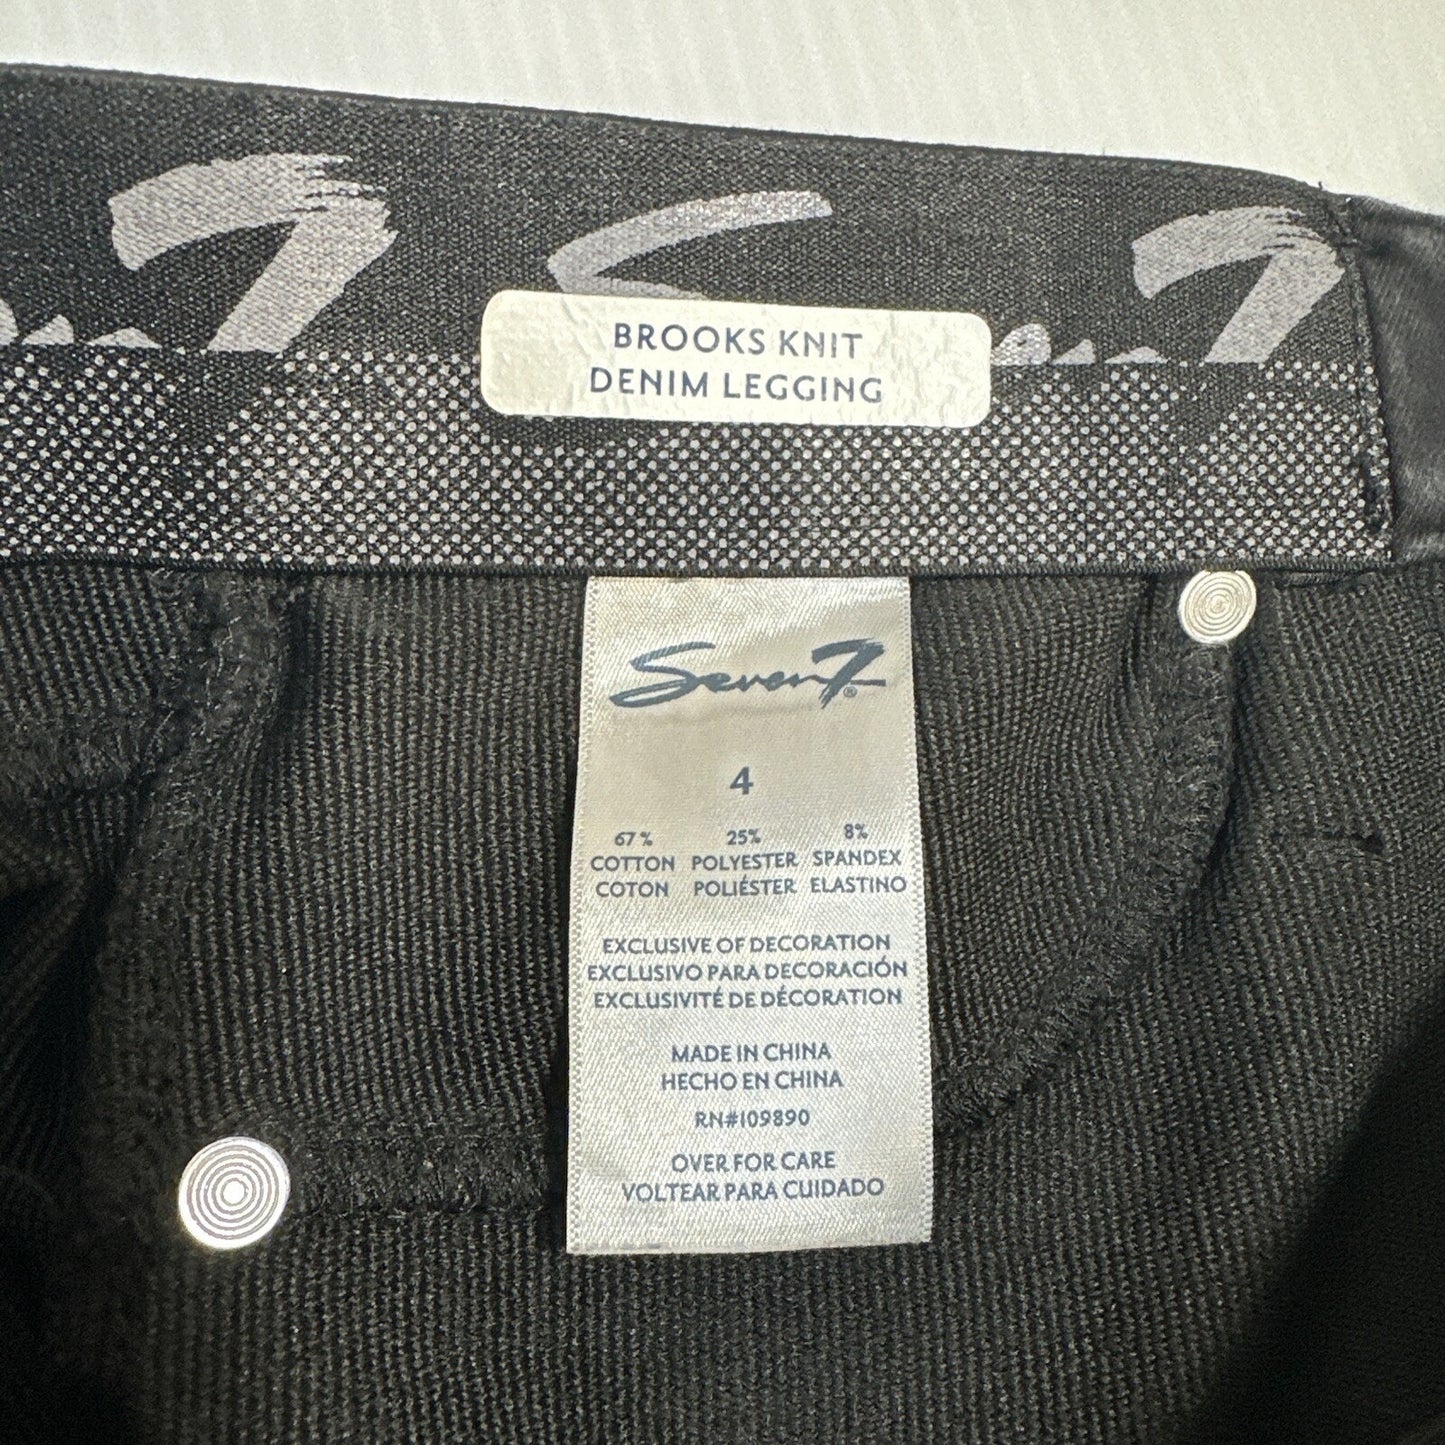 BROOKS KNIT
DENIM LEGGING
Seven7®
4
67% 25% 8%
COTTON POLYESTER SPANDEX
COTON POLIÉSTER ELASTINO
EXCLUSIVE OF DECORATION
EXCLUSIVO PARA DECORACIÓN
EXCLUSIVITÉ DE DÉCORATION
MADE IN CHINA
HECHO EN CHINA
RN#109890
OVER FOR CARE
VOLTEAR PARA CUIDADO